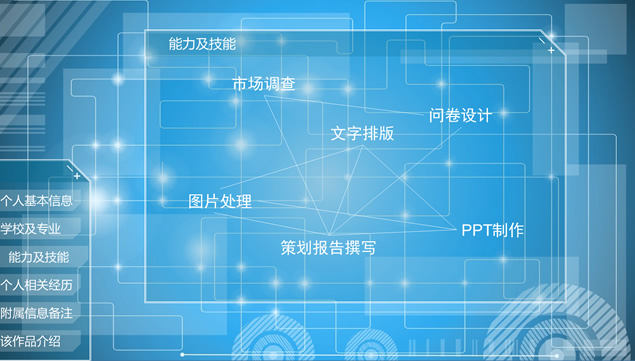 能力及技能
市场调查
问卷设计
文字排版
图片处理
PPT制作
策划报告撰写
个人基本信息
学校及专业
能力及技能
个人相关经历
附属信息备注
该作品介绍